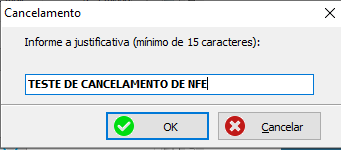 Cancelamento
Informe a justificativa (mínimo de 15 caracteres):
TESTE DE CANCELAMENTO DE NFE
OK
Cancelar